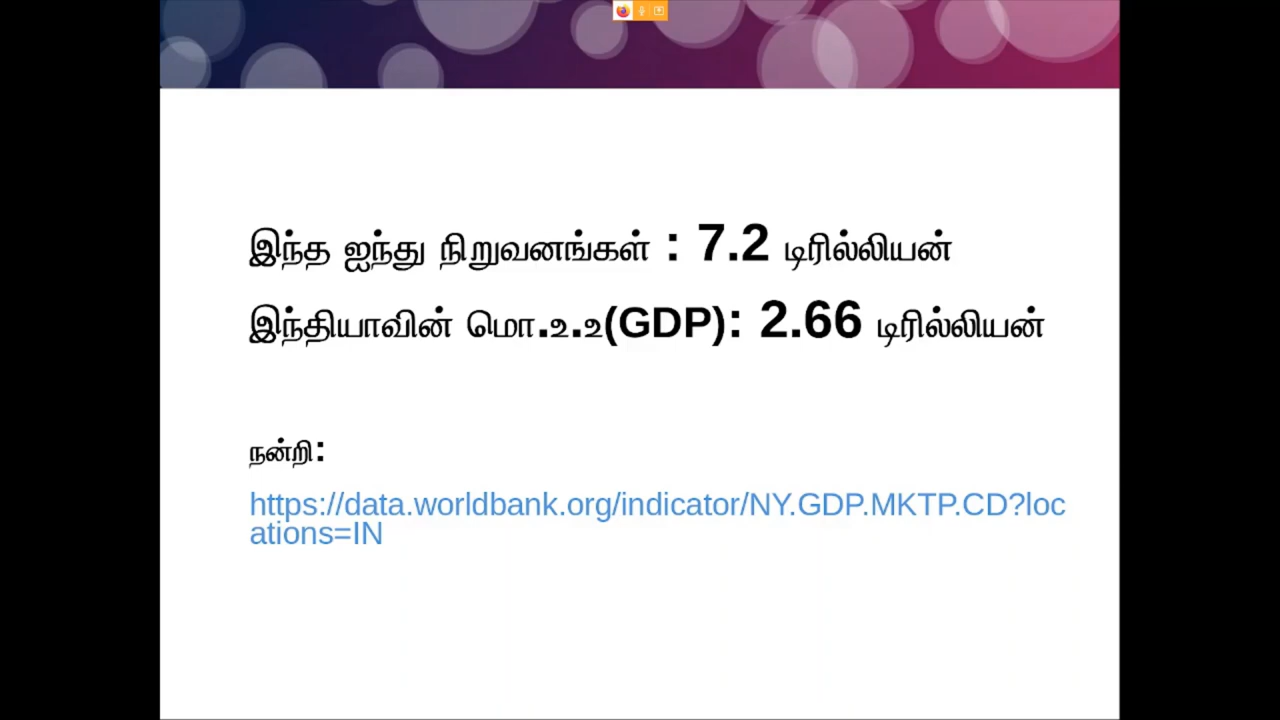 இந்த ஐந்து நிறுவனங்கள் : 7.2 டிரில்லியன்
இந்தியாவின் மொ.உ.உ(GDP): 2.66 டிரில்லியன்
நன்றி:
https://data.worldbank.org/indicator/NY.GDP.MKTP.CD?loc
ations=IN